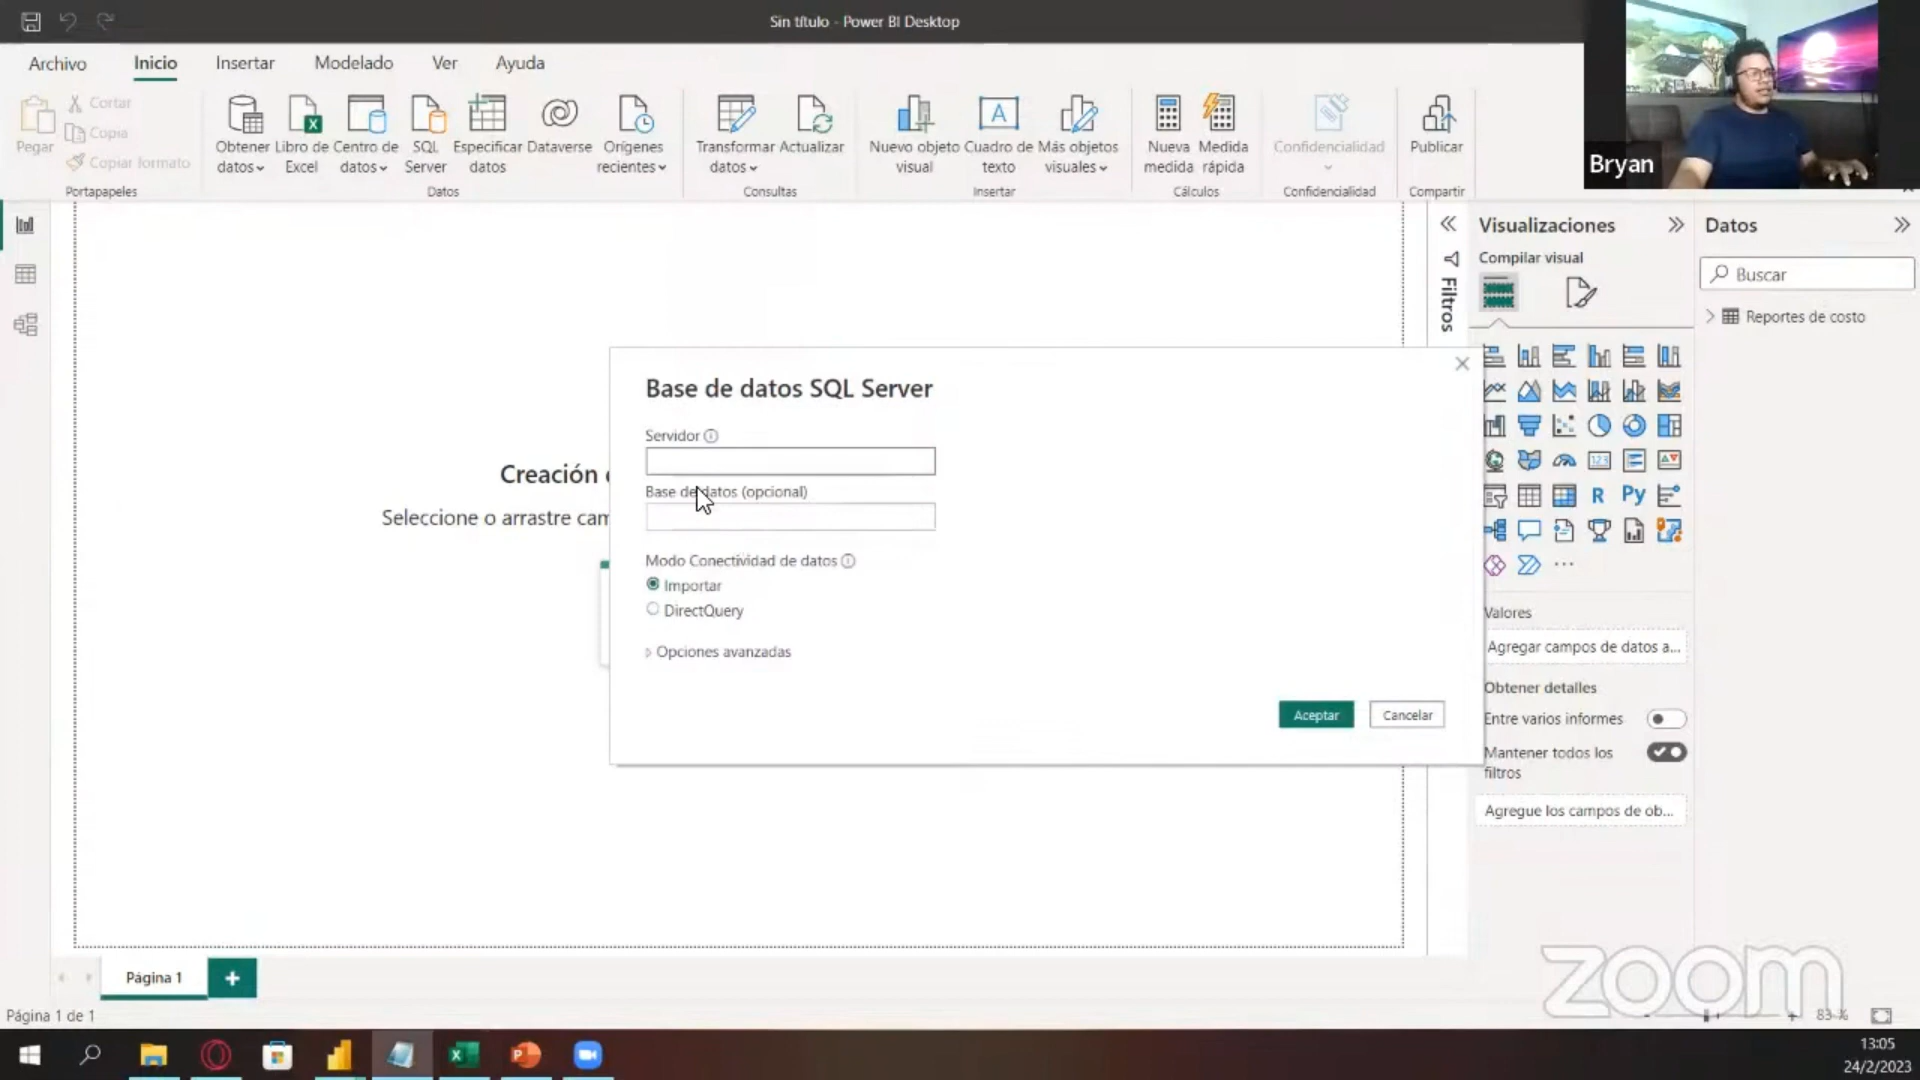 Sin título - Power BI Desktop
Archivo
Inicio
Insertar
Modelado
Ver
Ayuda
Pegar
Cortar
Copia
Copiar formato
Portapapeles
Obtener datos
Libro de Excel
Centro de datos
SQL Server
Especificar datos
Dataverse
Orígenes recientes
Datos
Transformar datos
Actualizar
Consultas
Nuevo objeto visual
Cuadro de texto
Más objetos visuales
Insertar
Nueva medida
Medida rápida
Cálculos
Confidencialidad
Confidencialidad
Publicar
Compartir
Bryan
Creación
Seleccione o arrastre cam
Base de datos SQL Server
Servidor
Base de datos (opcional)
Modo Conectividad de datos
Importar
DirectQuery
Opciones avanzadas
Aceptar
Cancelar
Filtros
Visualizaciones
Compilar visual
123
R
Py
Valores
Agregar campos de datos a...
Obtener detalles
Entre varios informes
Mantener todos los
filtros
Agregue los campos de ob...
Datos
Buscar
Reportes de costo
Página 1
+
Página 1 de 1
zoom
83 %
13:05
24/2/2023